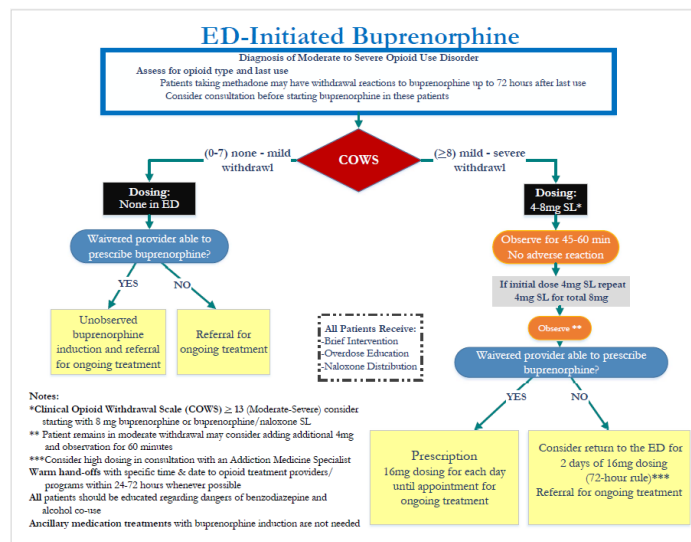 ED-Initiated Buprenorphine
Diagnosis of Moderate to Severe Opioid Use Disorder
Assess for opioid type and last use
Patients taking methadone may have withdrawal reactions to buprenorphine up to 72 hours after last use
Consider consultation before starting buprenorphine in these patients
(0-7) none - mild
withdrawl
COWS
(≥8) mild - severe
withdrawl
Dosing:
None in ED
Waivered provider able to
prescribe buprenorphine?
YES
NO
Unobserved
buprenorphine
induction and referral
for ongoing treatment
Referral for
ongoing treatment
All Patients Receive:
-Brief Intervention
-Overdose Education
-Naloxone Distribution
Dosing:
4-8mg SL*
Observe for 45-60 min
No adverse reaction
If initial dose 4mg SL repeat
4mg SL for total 8mg
Observe **
Waivered provider able to prescribe
buprenorphine?
YES
NO
Prescription
16mg dosing for each day
until appointment for
ongoing treatment
Consider return to the ED for
2 days of 16mg dosing
(72-hour rule)***
Referral for ongoing treatment
Notes:
*Clinical Opioid Withdrawal Scale (COWS) ≥ 13 (Moderate-Severe) consider
starting with 8 mg buprenorphine or buprenorphine/naloxone SL
** Patient remains in moderate withdrawal may consider adding additional 4mg
and observation for 60 minutes
***Consider high dosing in consultation with an Addiction Medicine Specialist
Warm hand-offs with specific time & date to opioid treatment providers/
programs within 24-72 hours whenever possible
All patients should be educated regarding dangers of benzodiazepine and
alcohol co-use
Ancillary medication treatments with buprenorphine induction are not needed